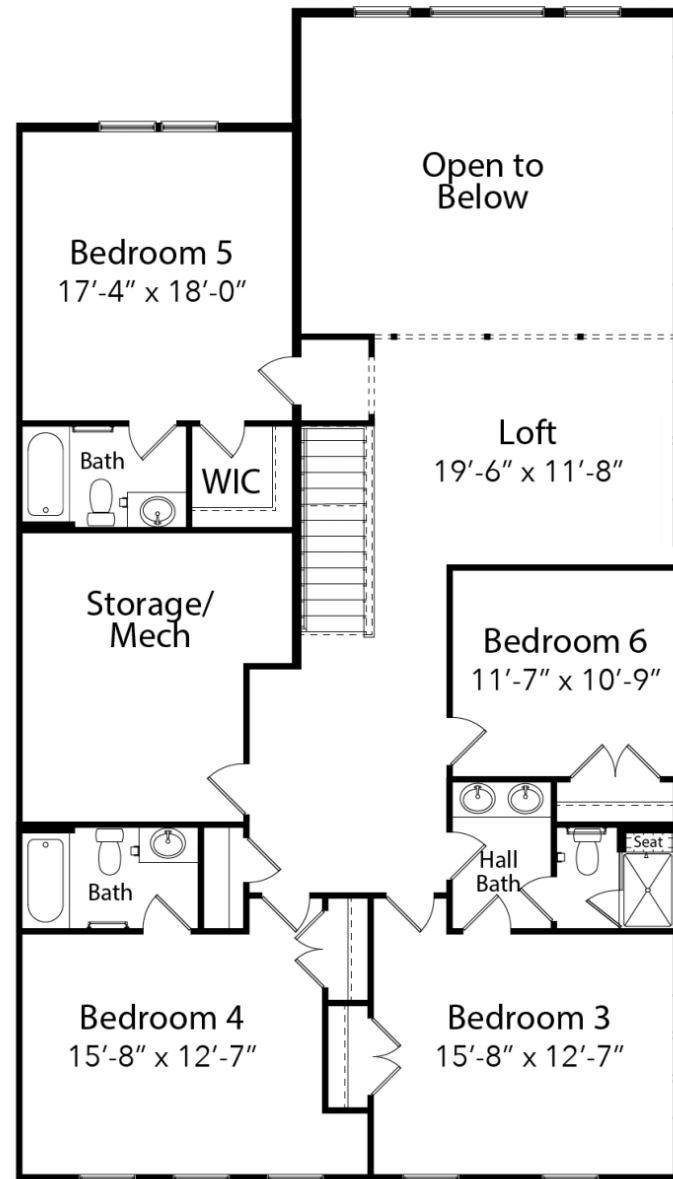 Open to
Below
Bedroom 5
17'-4" x 18'-0"
Loft
19'-6" x 11'-8"
Bath
WIC
Storage/
Mech
Bedroom 6
11'-7" x 10'-9"
Seat
Hall
Bath
Bath
Bedroom 4
15'-8" x 12'-7"
Bedroom 3
15'-8" x 12'-7"